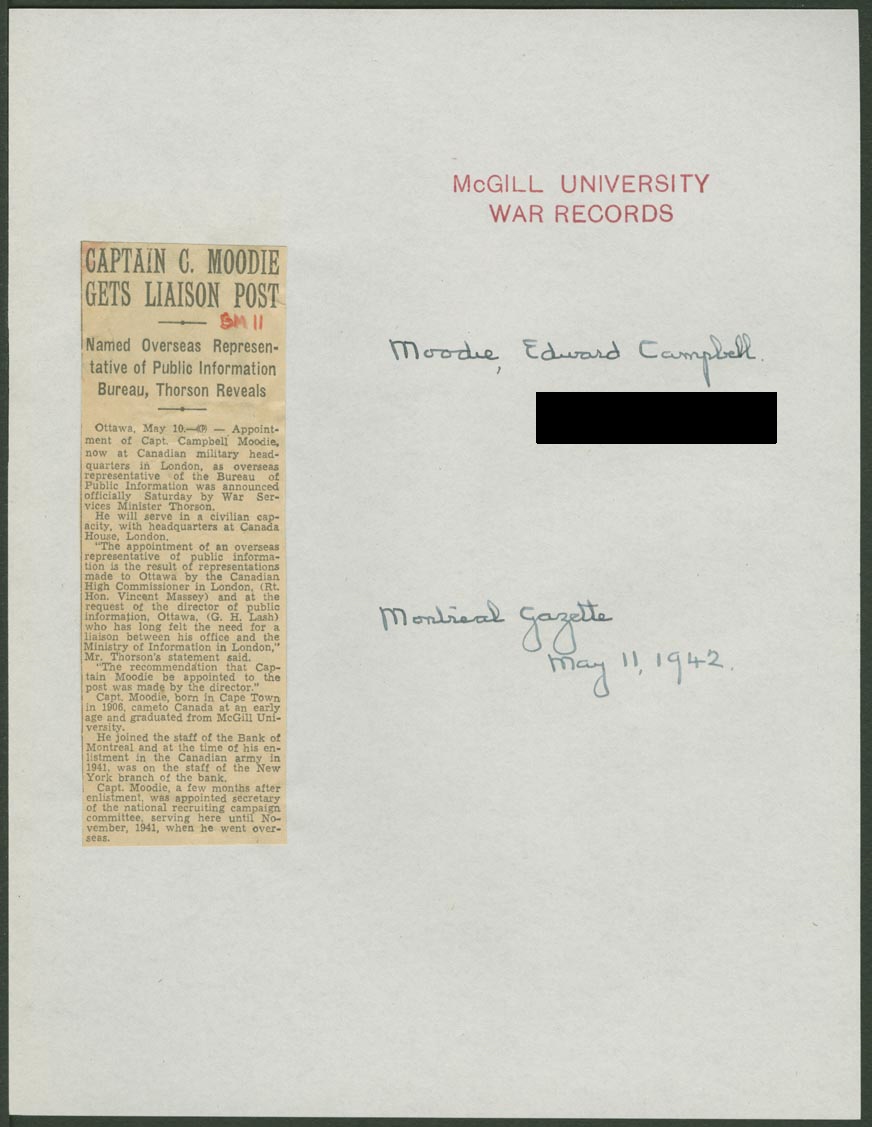 McGILL UNIVERSITY
WAR RECORDS
CAPTAIN C. MOODIE
GETS LIAISON POST
BM 11
Named Overseas Represen-
tative of Public Information
Bureau, Thorson Reveals
Ottawa, May 10.—(CP) — Appoint-
ment of Capt. Campbell Moodie,
now at Canadian military head-
quarters in London, as overseas
representative of the Bureau of
Public Information was announced
officially Saturday by War Ser-
vices Minister Thorson.
He will serve in a civilian cap-
acity, with headquarters at Canada
House, London.
"The appointment of an overseas
representative of public informa-
tion is the result of representations
made to Ottawa by the Canadian
High Commissioner in London, (Rt.
Hon. Vincent Massey) and at the
request of the director of public
information, Ottawa, (G. H. Lash)
who has long felt the need for a
liaison between his office and the
Ministry of Information in London,"
Mr. Thorson's statement said.
"The recommendation that Cap-
tain Moodie be appointed to the
post was made by the director."
Capt. Moodie, born in Cape Town
in 1906, cameto Canada at an early
age and graduated from McGill Uni-
versity.
He joined the staff of the Bank of
Montreal and at the time of his en-
listment in the Canadian army in
1941, was on the staff of the New
York branch of the bank.
Capt. Moodie, a few months after
enlistment, was appointed secretary
of the national recruiting campaign
committee, serving here until No-
vember, 1941, when he went over-
seas.
Moodie, Edward Campbell.
Montreal Gazette
May 11, 1942.